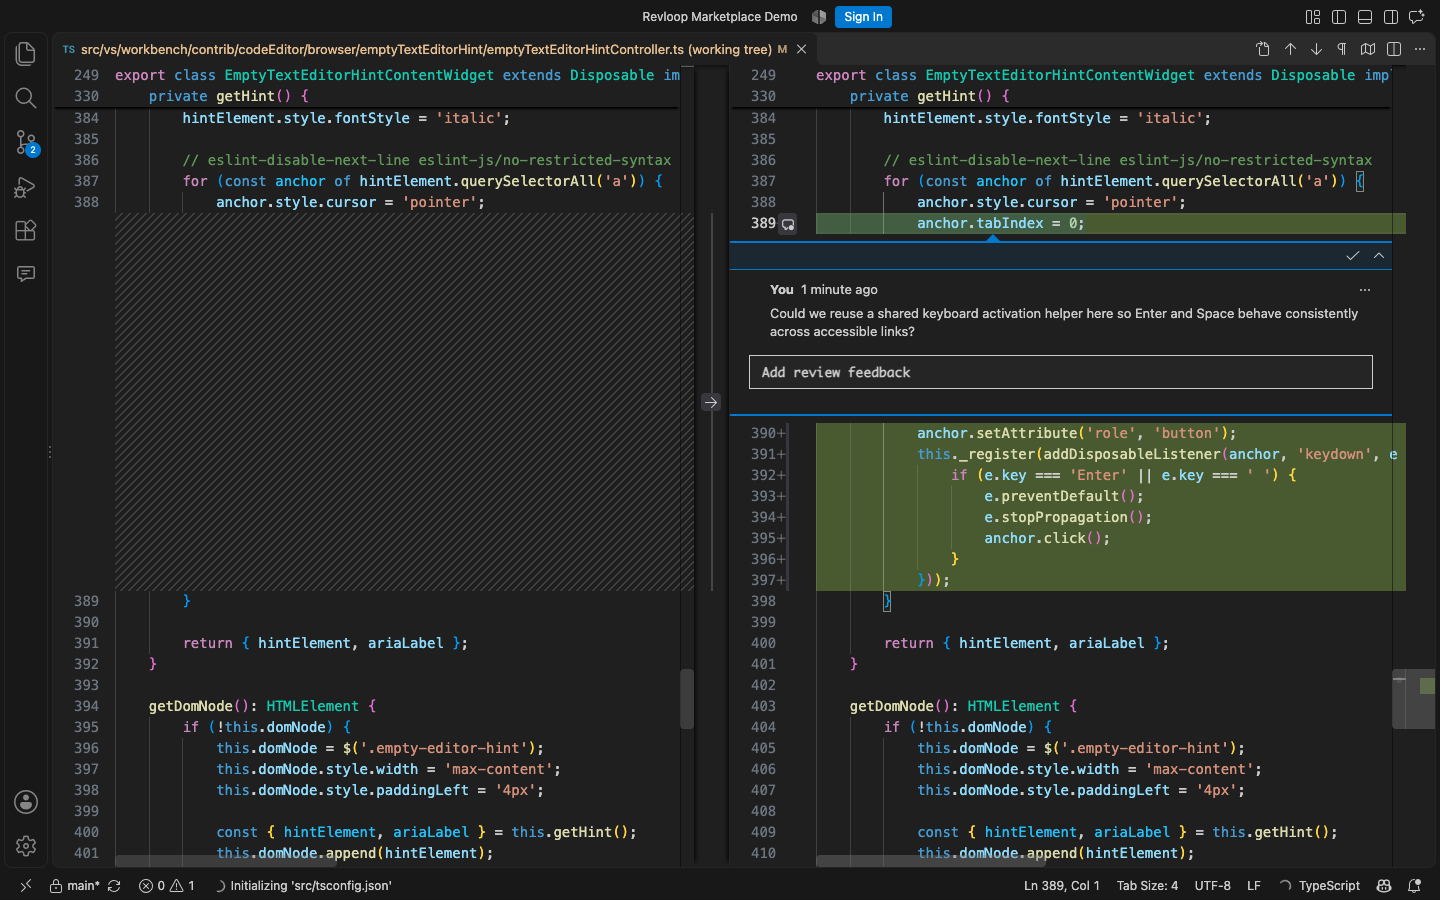 Revloop Marketplace Demo
Sign In
TS src/vs/workbench/contrib/codeEditor/browser/emptyTextEditorHint/emptyTextEditorHintController.ts (working tree) M
249 export class EmptyTextEditorHintContentWidget extends Disposable im
330 private getHint() {
384 hintElement.style.fontStyle = 'italic';
385
386 // eslint-disable-next-line eslint-js/no-restricted-syntax
387 for (const anchor of hintElement.querySelectorAll('a')) {
388 anchor.style.cursor = 'pointer';
389 }
390
391 return { hintElement, ariaLabel };
392 }
393
394 getDomNode(): HTMLElement {
395 if (!this.domNode) {
396 this.domNode = $('.empty-editor-hint');
397 this.domNode.style.width = 'max-content';
398 this.domNode.style.paddingLeft = '4px';
399
400 const { hintElement, ariaLabel } = this.getHint();
401 this.domNode.append(hintElement);
249 export class EmptyTextEditorHintContentWidget extends Disposable imp
330 private getHint() {
384 hintElement.style.fontStyle = 'italic';
385
386 // eslint-disable-next-line eslint-js/no-restricted-syntax
387 for (const anchor of hintElement.querySelectorAll('a')) {
388 anchor.style.cursor = 'pointer';
389 anchor.tabIndex = 0;
You 1 minute ago
Could we reuse a shared keyboard activation helper here so Enter and Space behave consistently
across accessible links?
Add review feedback
390+ anchor.setAttribute('role', 'button');
391+ this._register(addDisposableListener(anchor, 'keydown', e
392+ if (e.key === 'Enter' || e.key === ' ') {
393+ e.preventDefault();
394+ e.stopPropagation();
395+ anchor.click();
396+ }
397+ }));
398 }
399
400 return { hintElement, ariaLabel };
401 }
402
403 getDomNode(): HTMLElement {
404 if (!this.domNode) {
405 this.domNode = $('.empty-editor-hint');
406 this.domNode.style.width = 'max-content';
407 this.domNode.style.paddingLeft = '4px';
408
409 const { hintElement, ariaLabel } = this.getHint();
410 this.domNode.append(hintElement);
2
main* 0 1 Initializing 'src/tsconfig.json' Ln 389, Col 1 Tab Size: 4 UTF-8 LF TypeScript